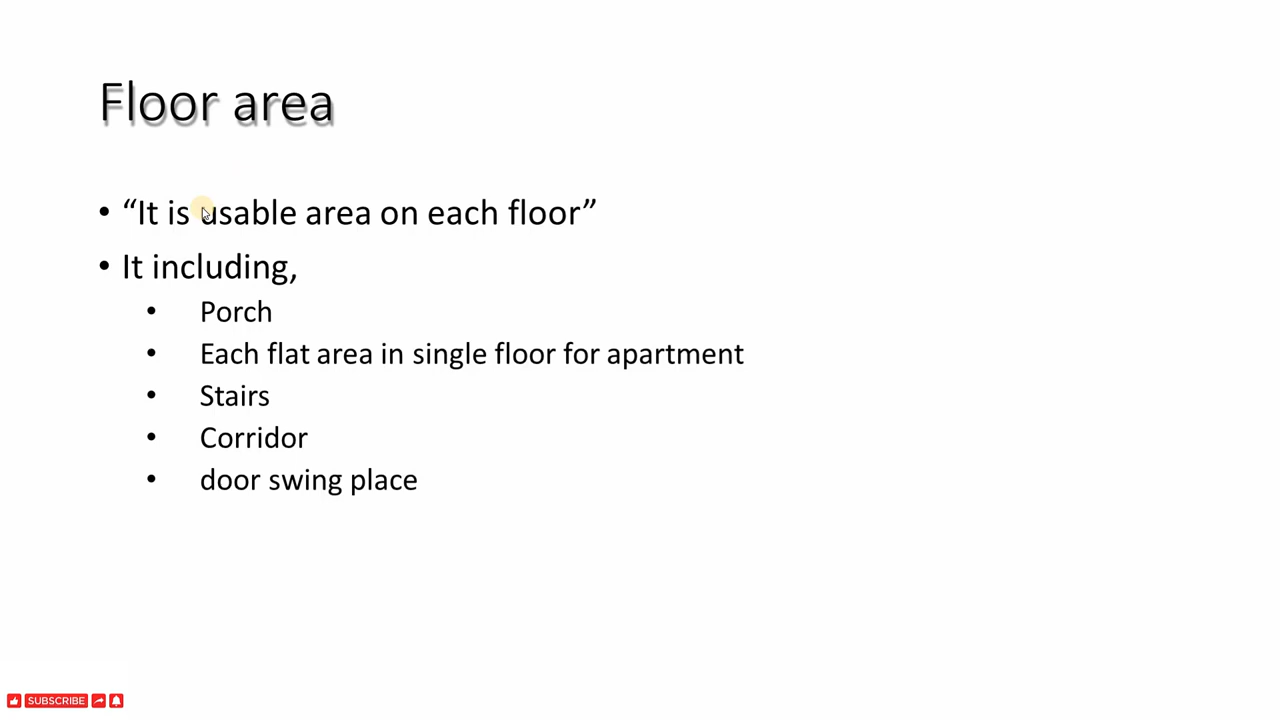 Floor area
• “It is usable area on each floor”
• It including,
• Porch
• Each flat area in single floor for apartment
• Stairs
• Corridor
• door swing place
SUBSCRIBE